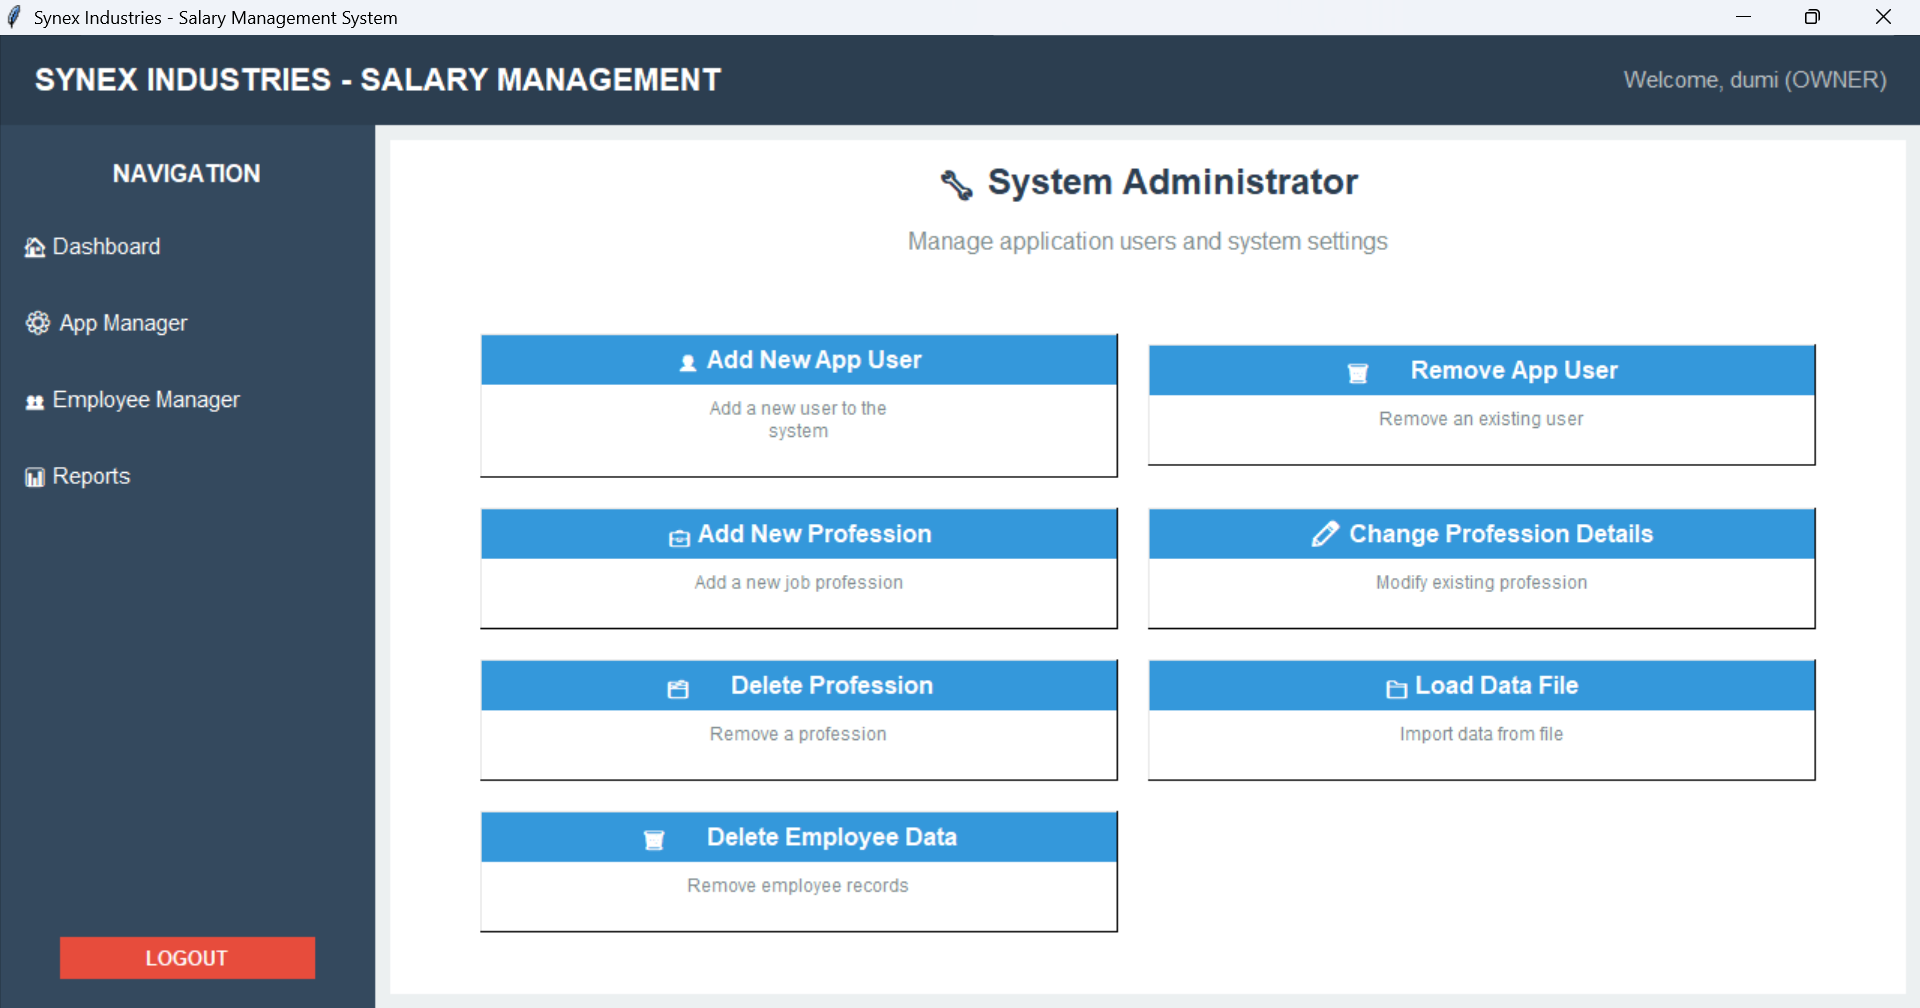 Synex Industries - Salary Management System
SYNEX INDUSTRIES - SALARY MANAGEMENT
Welcome, dumi (OWNER)
NAVIGATION
Dashboard
App Manager
Employee Manager
Reports
LOGOUT
System Administrator
Manage application users and system settings
Add New App User
Add a new user to the
system
Remove App User
Remove an existing user
Add New Profession
Add a new job profession
Change Profession Details
Modify existing profession
Delete Profession
Remove a profession
Load Data File
Import data from file
Delete Employee Data
Remove employee records